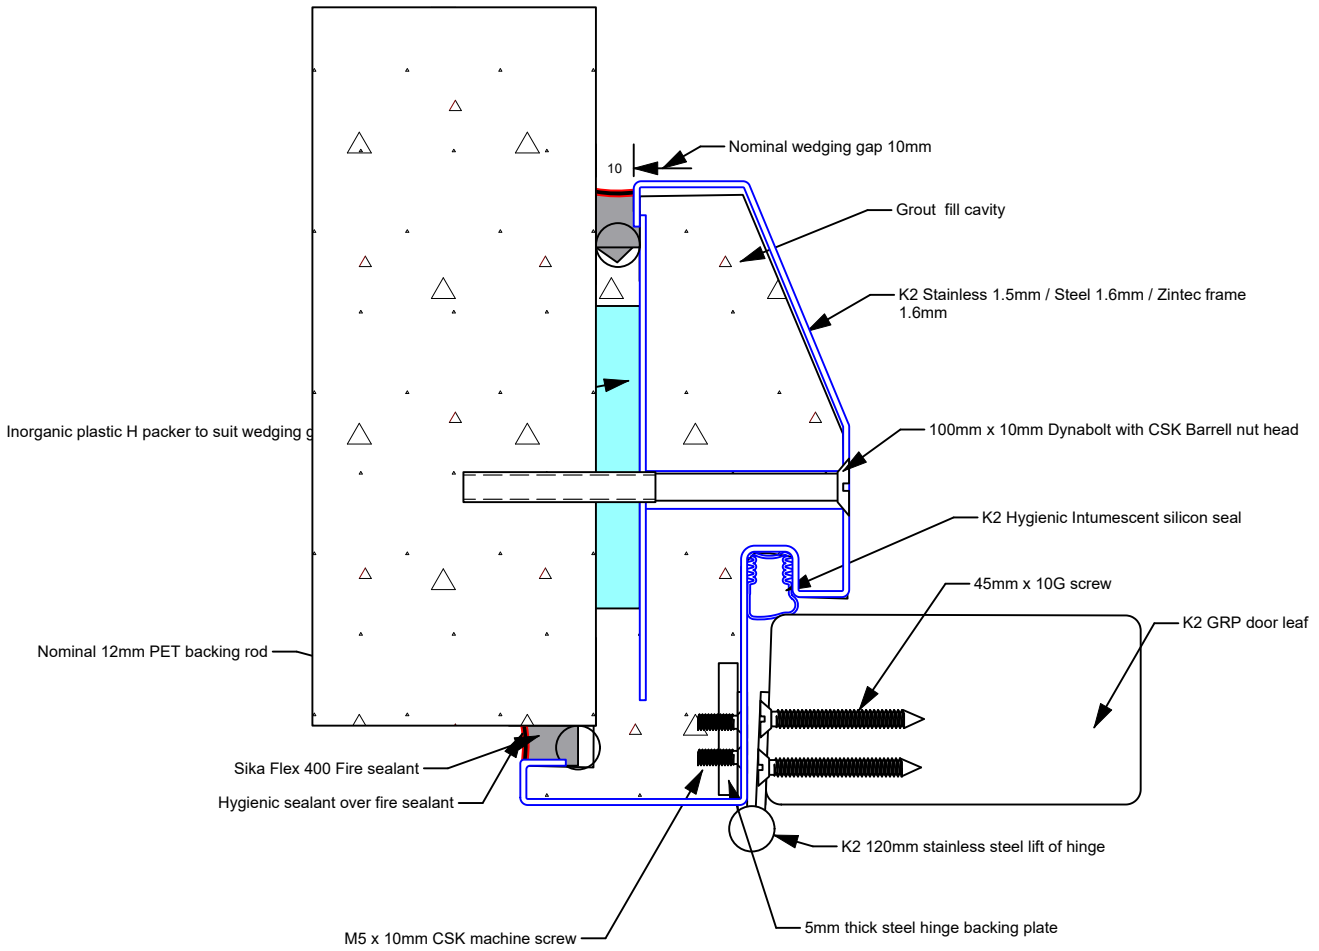 Nominal wedging gap 10mm
10
Grout fill cavity
K2 Stainless 1.5mm / Steel 1.6mm / Zintec frame
1.6mm
Inorganic plastic H packer to suit wedging
100mm x 10mm Dynabolt with CSK Barrell nut head
K2 Hygienic Intumescent silicon seal
45mm x 10G screw
K2 GRP door leaf
Nominal 12mm PET backing rod
Sika Flex 400 Fire sealant
Hygienic sealant over fire sealant
K2 120mm stainless steel lift of hinge
5mm thick steel hinge backing plate
M5 x 10mm CSK machine screw